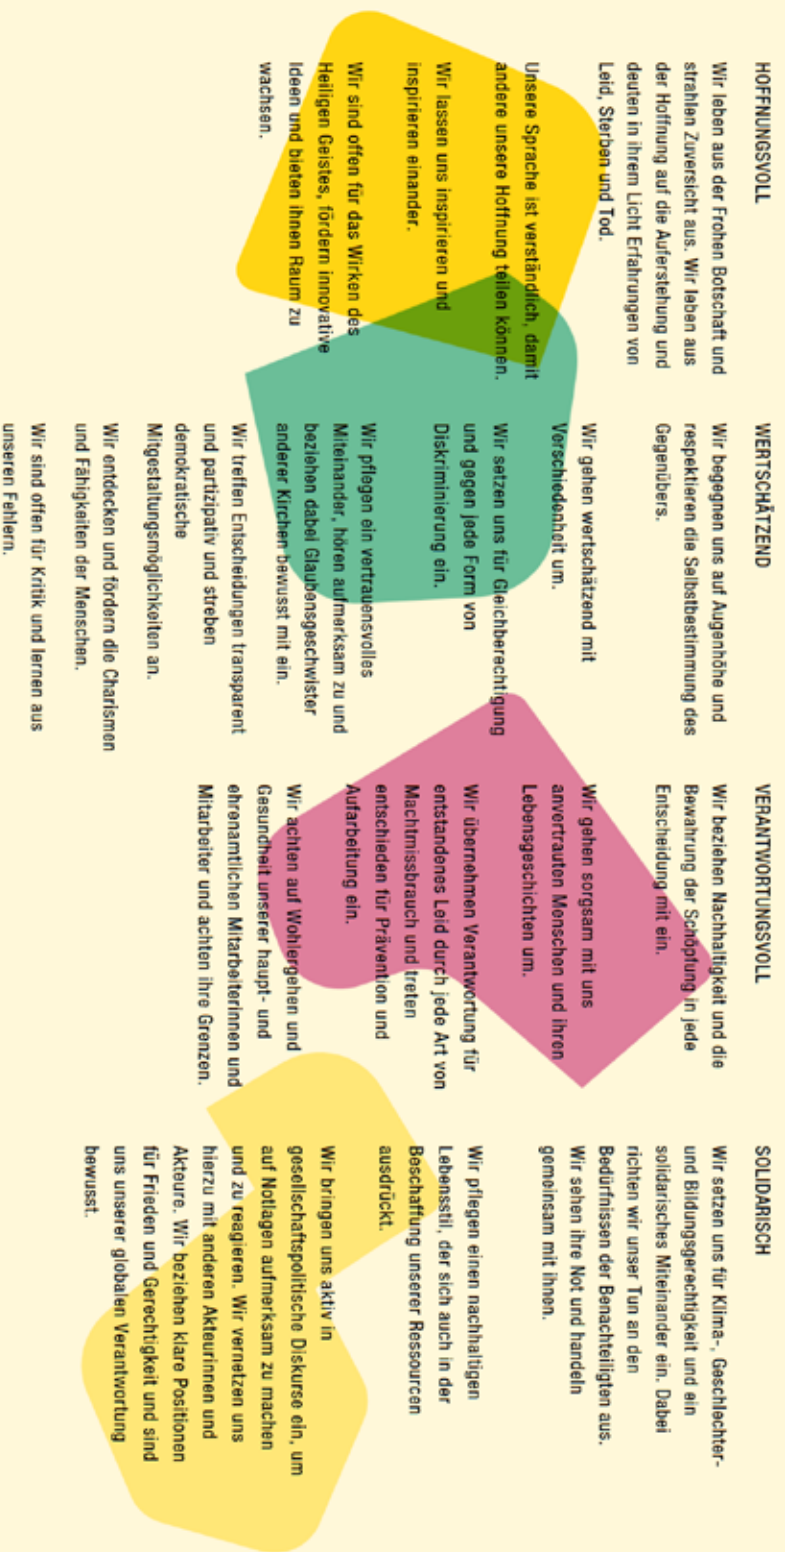 HOFFNUNGSVOLL
Wir leben aus der Frohen Botschaft und
strahlen Zuversicht aus. Wir leben aus
der Hoffnung auf die Auferstehung und
deuten in ihrem Licht Erfahrungen von
Leid, Sterben und Tod.
Unsere Sprache ist verständlich, damit
andere unsere Hoffnung teilen können.
Wir lassen uns inspirieren und
inspirieren einander.
Wir sind offen für das Wirken des
Heiligen Geistes, fördern innovative
Ideen und bieten ihnen Raum zu
wachsen.
WERTSCHÄTZEND
Wir begegnen uns auf Augenhöhe und
respektieren die Selbstbestimmung des
Gegenübers.
Wir gehen wertschätzend mit
Verschiedenheit um.
Wir setzen uns für Gleichberechtigung
und gegen jede Form von
Diskriminierung ein.
Wir pflegen ein vertrauensvolles
Miteinander, hören aufmerksam zu und
beziehen dabei Glaubensgeschwister
anderer Kirchen bewusst mit ein.
Wir treffen Entscheidungen transparent
und partizipativ und streben
demokratische
Mitgestaltungsmöglichkeiten an.
Wir entdecken und fördern die Charismen
und Fähigkeiten der Menschen.
Wir sind offen für Kritik und lernen aus
unseren Fehlern.
VERANTWORTUNGSVOLL
Wir beziehen Nachhaltigkeit und die
Bewahrung der Schöpfung in jede
Entscheidung mit ein.
Wir gehen sorgsam mit uns
anvertrauten Menschen und ihren
Lebensgeschichten um.
Wir übernehmen Verantwortung für
entstandenes Leid durch jede Art von
Machtmissbrauch und treten
entschieden für Prävention und
Aufarbeitung ein.
Wir achten auf Wohlergehen und
Gesundheit unserer haupt- und
ehrenamtlichen MitarbeiterInnen und
Mitarbeiter und achten ihre Grenzen.
SOLIDARISCH
Wir setzen uns für Klima-, Geschlechter-
und Bildungsgerechtigkeit und ein
solidarisches Miteinander ein. Dabei
richten wir unser Tun an den
Bedürfnissen der Benachteiligten aus.
Wir sehen ihre Not und handeln
gemeinsam mit ihnen.
Wir pflegen einen nachhaltigen
Lebensstil, der sich auch in der
Beschaffung unserer Ressourcen
ausdrückt.
Wir bringen uns aktiv in
gesellschaftspolitische Diskurse ein, um
auf Notlagen aufmerksam zu machen
und zu reagieren. Wir vernetzen uns
hierzu mit anderen Akteurinnen und
Akteure. Wir beziehen klare Positionen
für Frieden und Gerechtigkeit und sind
uns unserer globalen Verantwortung
bewusst.